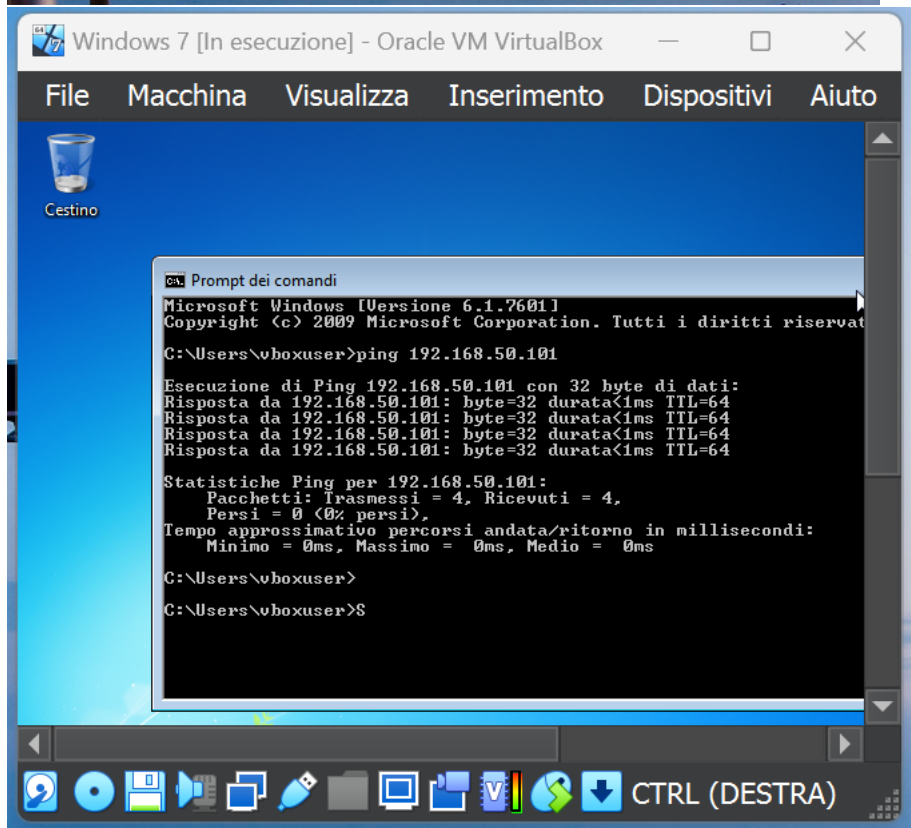 Windows 7 [In esecuzione] - Oracle VM VirtualBox
File Macchina Visualizza Inserimento Dispositivi Aiuto
Cestino
Prompt dei comandi
Microsoft Windows [Versione 6.1.7601]
Copyright (c) 2009 Microsoft Corporation. Tutti i diritti riservat
C:\Users\vboxuser>ping 192.168.50.101
Esecuzione di Ping 192.168.50.101 con 32 byte di dati:
Risposta da 192.168.50.101: byte=32 durata<1ms TTL=64
Risposta da 192.168.50.101: byte=32 durata<1ms TTL=64
Risposta da 192.168.50.101: byte=32 durata<1ms TTL=64
Risposta da 192.168.50.101: byte=32 durata<1ms TTL=64
Statistiche Ping per 192.168.50.101:
Pacchetti: Trasmessi = 4, Ricevuti = 4,
Persi = 0 (0% persi),
Tempo approssimativo percorsi andata/ritorno in millisecondi:
Minimo = 0ms, Massimo = 0ms, Medio = 0ms
C:\Users\vboxuser>
C:\Users\vboxuser>S
CTRL (DESTRA)